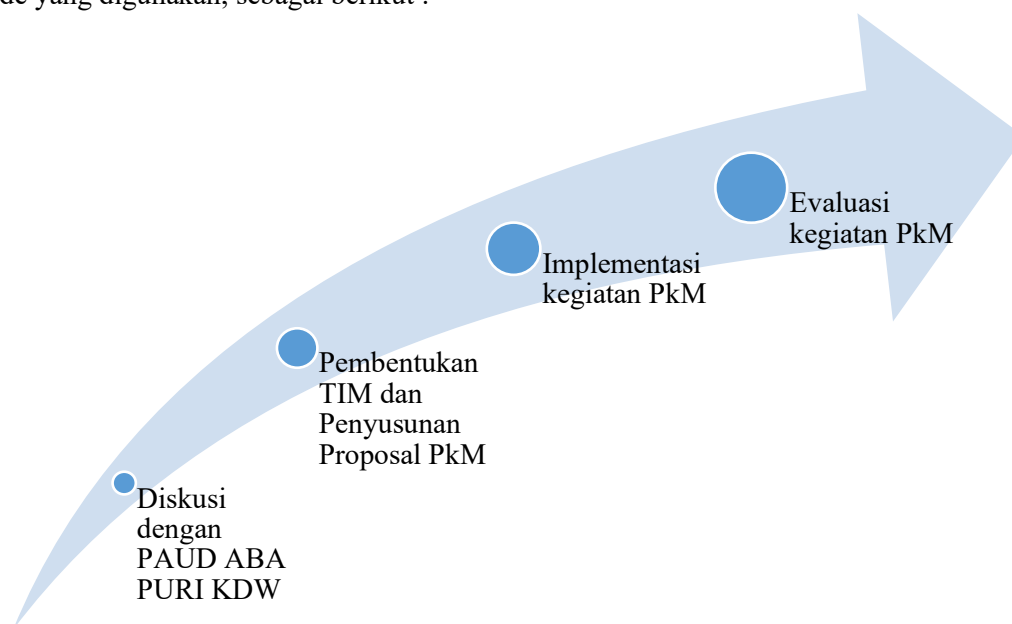 yang digunakan, sebagai berikut :
Evaluasi
kegiatan PkM
Implementasi
kegiatan PkM
Pembentukan
TIM dan
Penyusunan
Proposal PkM
Diskusi
dengan
PAUD ABA
PURI KDW